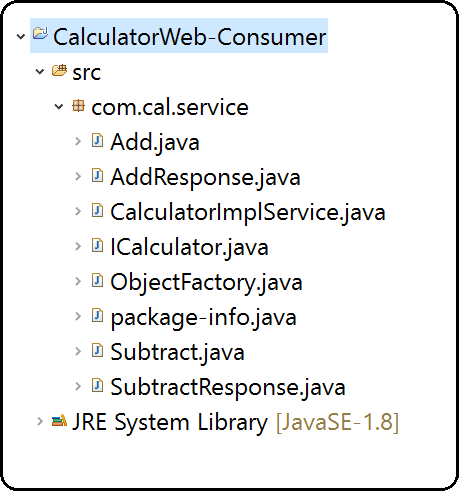 CalculatorWeb-Consumer
src
com.cal.service
Add.java
AddResponse.java
CalculatorImplService.java
ICalculator.java
ObjectFactory.java
package-info.java
Subtract.java
SubtractResponse.java
JRE System Library [JavaSE-1.8]